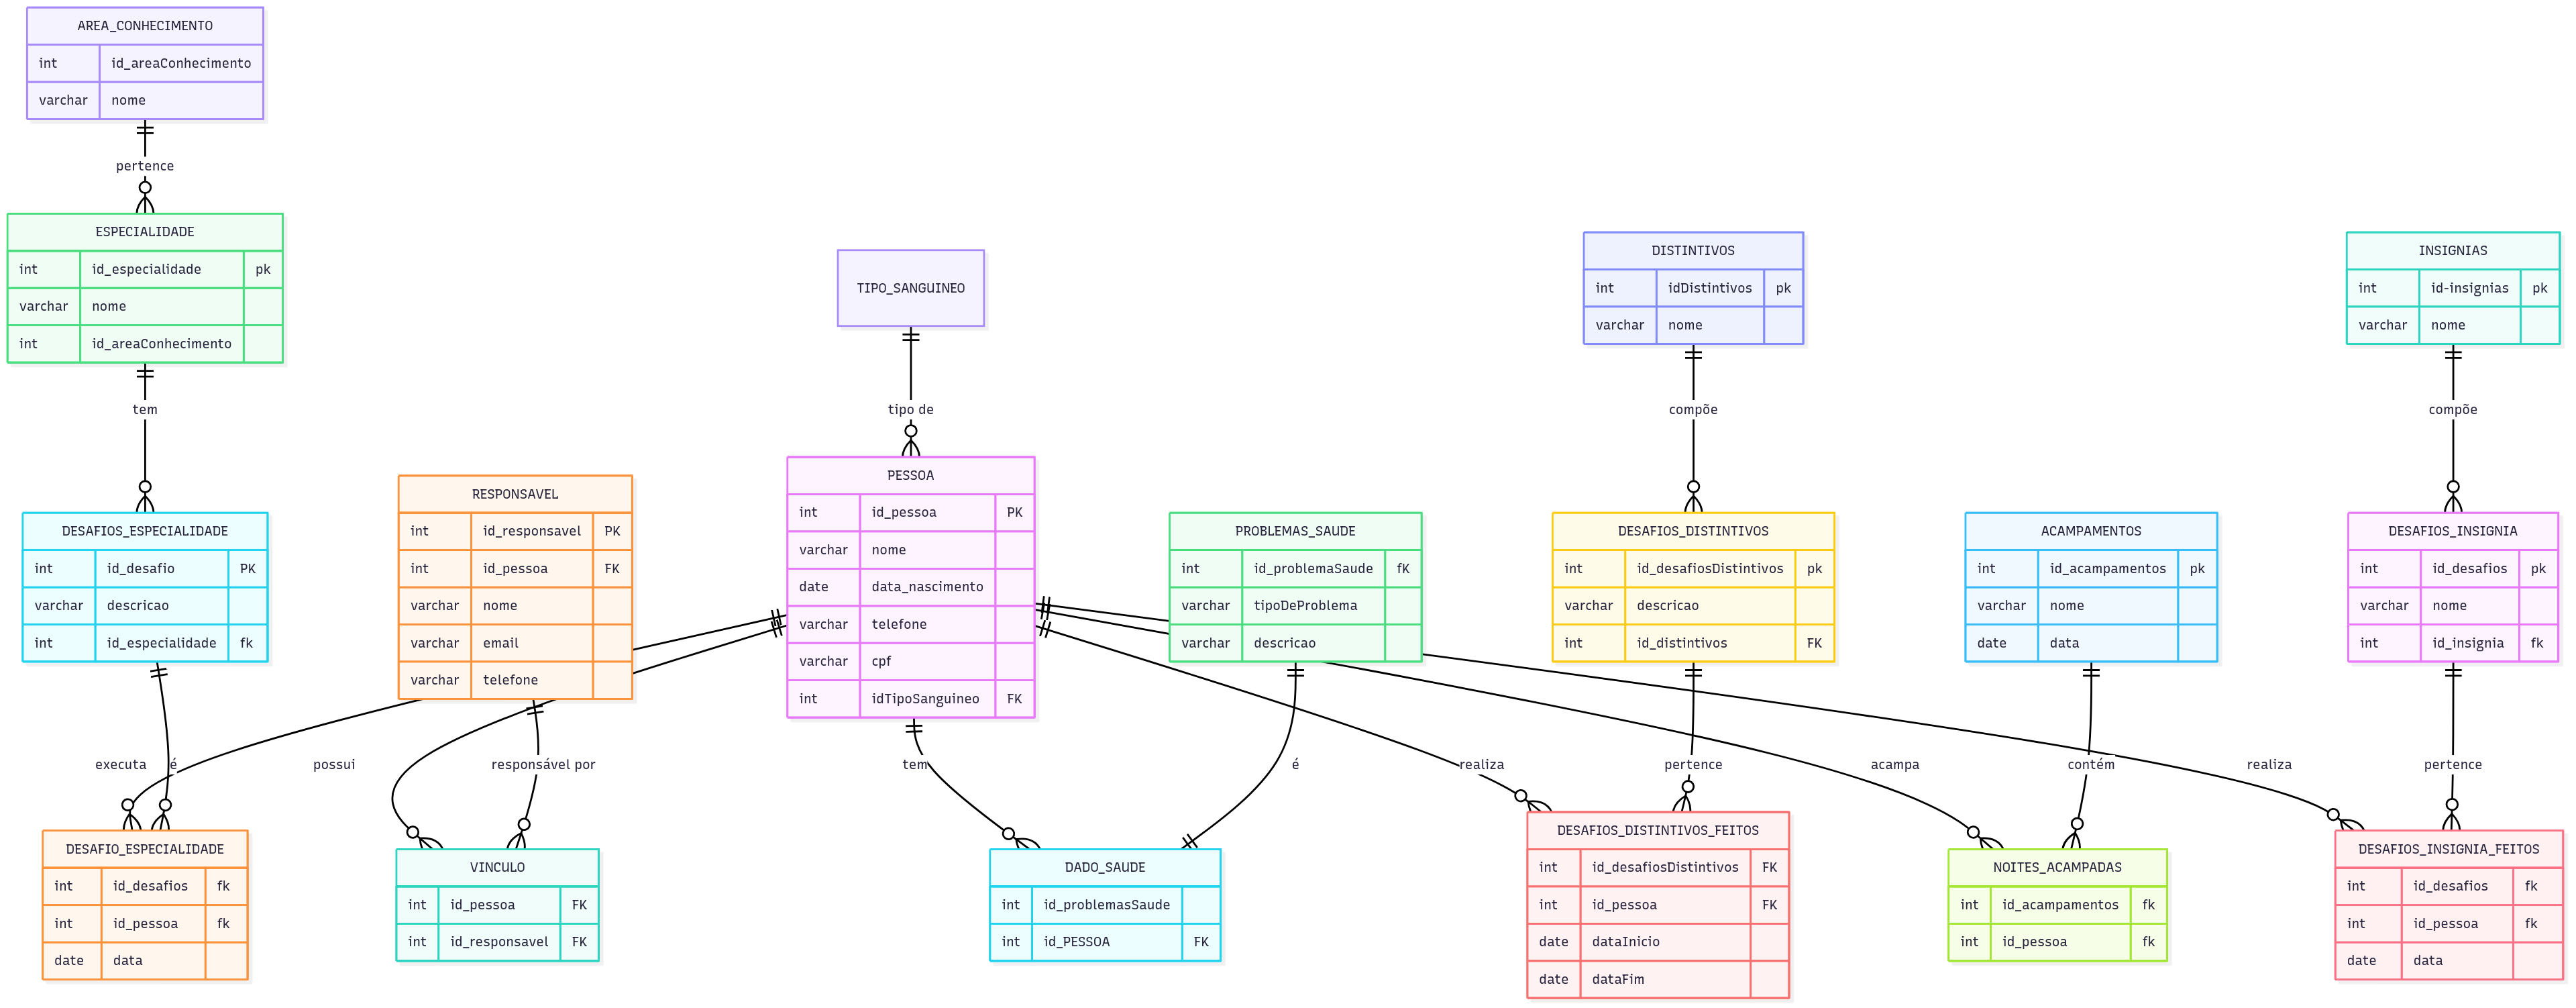 AREA_CONHECIMENTO
int id_areaConhecimento
varchar nome
pertence
ESPECIALIDADE
int id_especialidade pk
varchar nome
int id_areaConhecimento
TIPO_SANGUINEO
DISTINTIVOS
int idDistintivos pk
varchar nome
INSIGNIAS
int id-insignias pk
varchar nome
tem
tipo de
compõe
compõe
DESAFIOS_ESPECIALIDADE
int id_desafio PK
varchar descricao
int id_especialidade fk
RESPONSAVEL
int id_responsavel PK
int id_pessoa FK
varchar nome
varchar email
varchar telefone
PESSOA
int id_pessoa PK
varchar nome
date data_nascimento
varchar telefone
varchar cpf
int idTipoSanguineo FK
PROBLEMAS_SAUDE
int id_problemaSaude fK
varchar tipoDeProblema
varchar descricao
DESAFIOS_DISTINTIVOS
int id_desafiosDistintivos pk
varchar descricao
int id_distintivos FK
ACAMPAMENTOS
int id_acampamentos pk
varchar nome
date data
DESAFIOS_INSIGNIA
int id_desafios pk
varchar nome
int id_insignia fk
executa
é
possui
responsável por
tem
é
realiza
pertence
acampa
contém
realiza
pertence
DESAFIO_ESPECIALIDADE
int id_desafios fk
int id_pessoa fk
date data
VINCULO
int id_pessoa FK
int id_responsavel FK
DADO_SAUDE
int id_problemasSaude
int id_PESSOA FK
DESAFIOS_DISTINTIVOS_FEITOS
int id_desafiosDistintivos FK
int id_pessoa FK
date dataInicio
date dataFim
NOITES_ACAMPADAS
int id_acampamentos fk
int id_pessoa fk
DESAFIOS_INSIGNIA_FEITOS
int id_desafios fk
int id_pessoa fk
date data